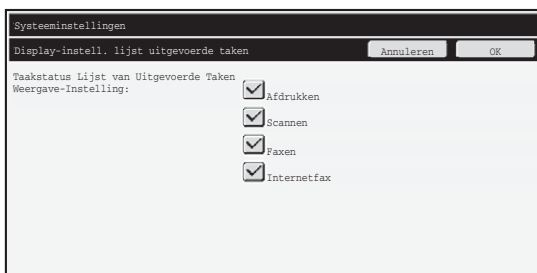 Systeeminstellingen
Display-instell. lijst uitgevoerde taken Annuleren OK
Taakstatus Lijst van Uitgevoerde Taken
Weergave-Instelling:
Afdrukken
Scannen
Faxen
Internetfax